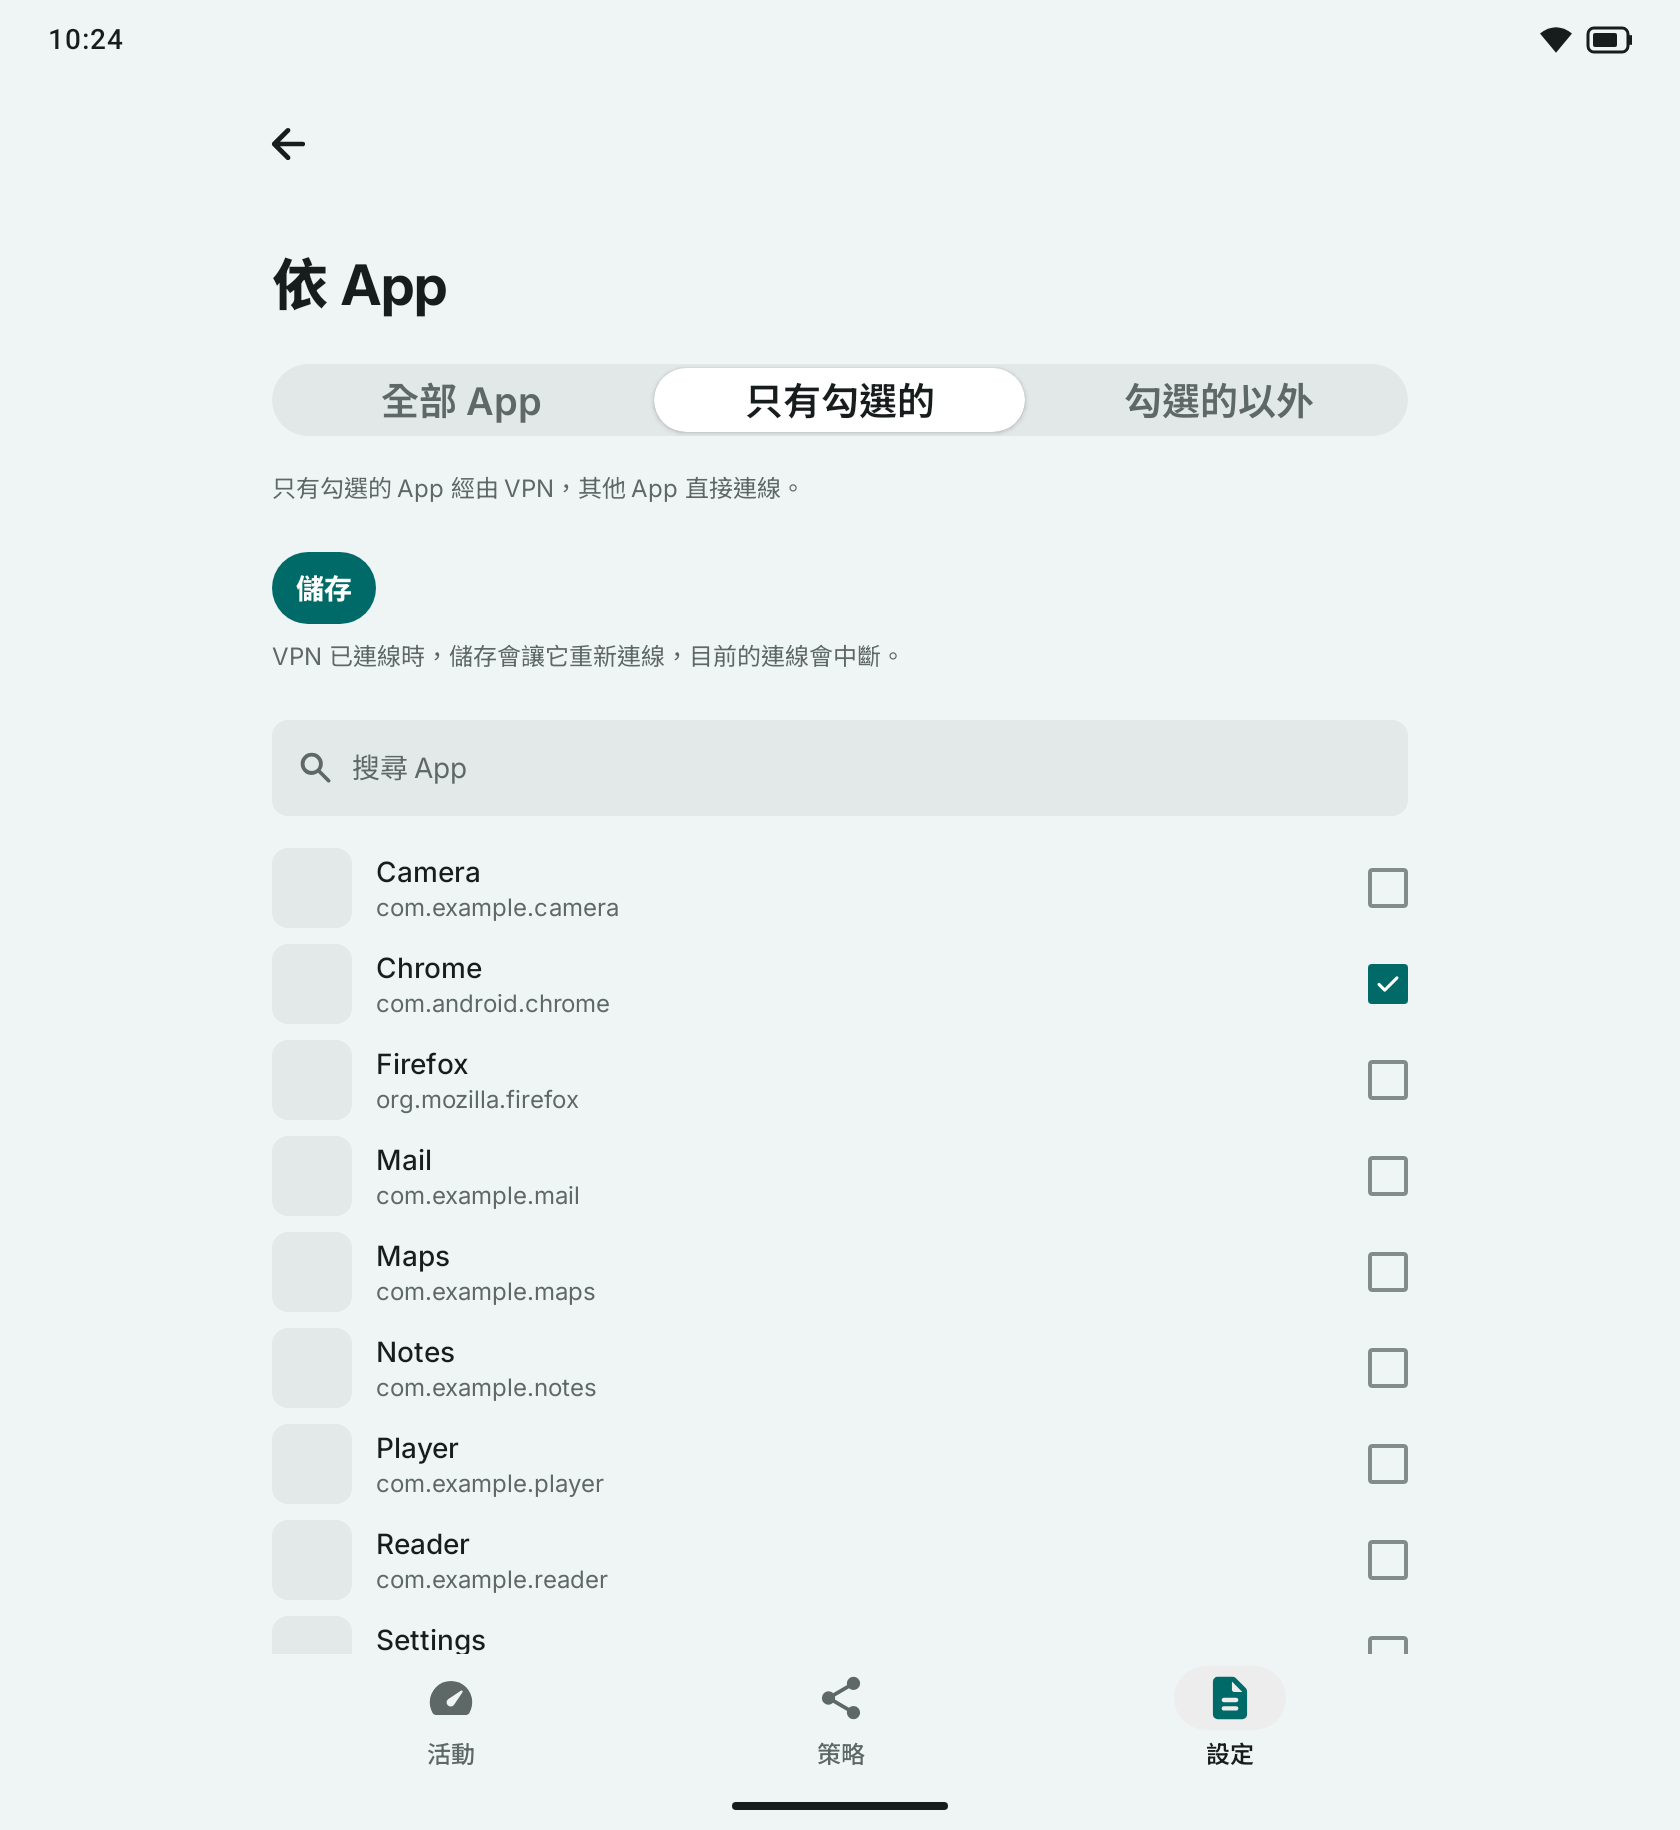 10:24
依 App
全部 App
只有勾選的
勾選的以外
只有勾選的 App 經由 VPN，其他 App 直接連線。
儲存
VPN 已連線時，儲存會讓它重新連線，目前的連線會中斷。
搜尋 App
Camera
com.example.camera
Chrome
com.android.chrome
Firefox
org.mozilla.firefox
Mail
com.example.mail
Maps
com.example.maps
Notes
com.example.notes
Player
com.example.player
Reader
com.example.reader
Settings
活動
策略
設定